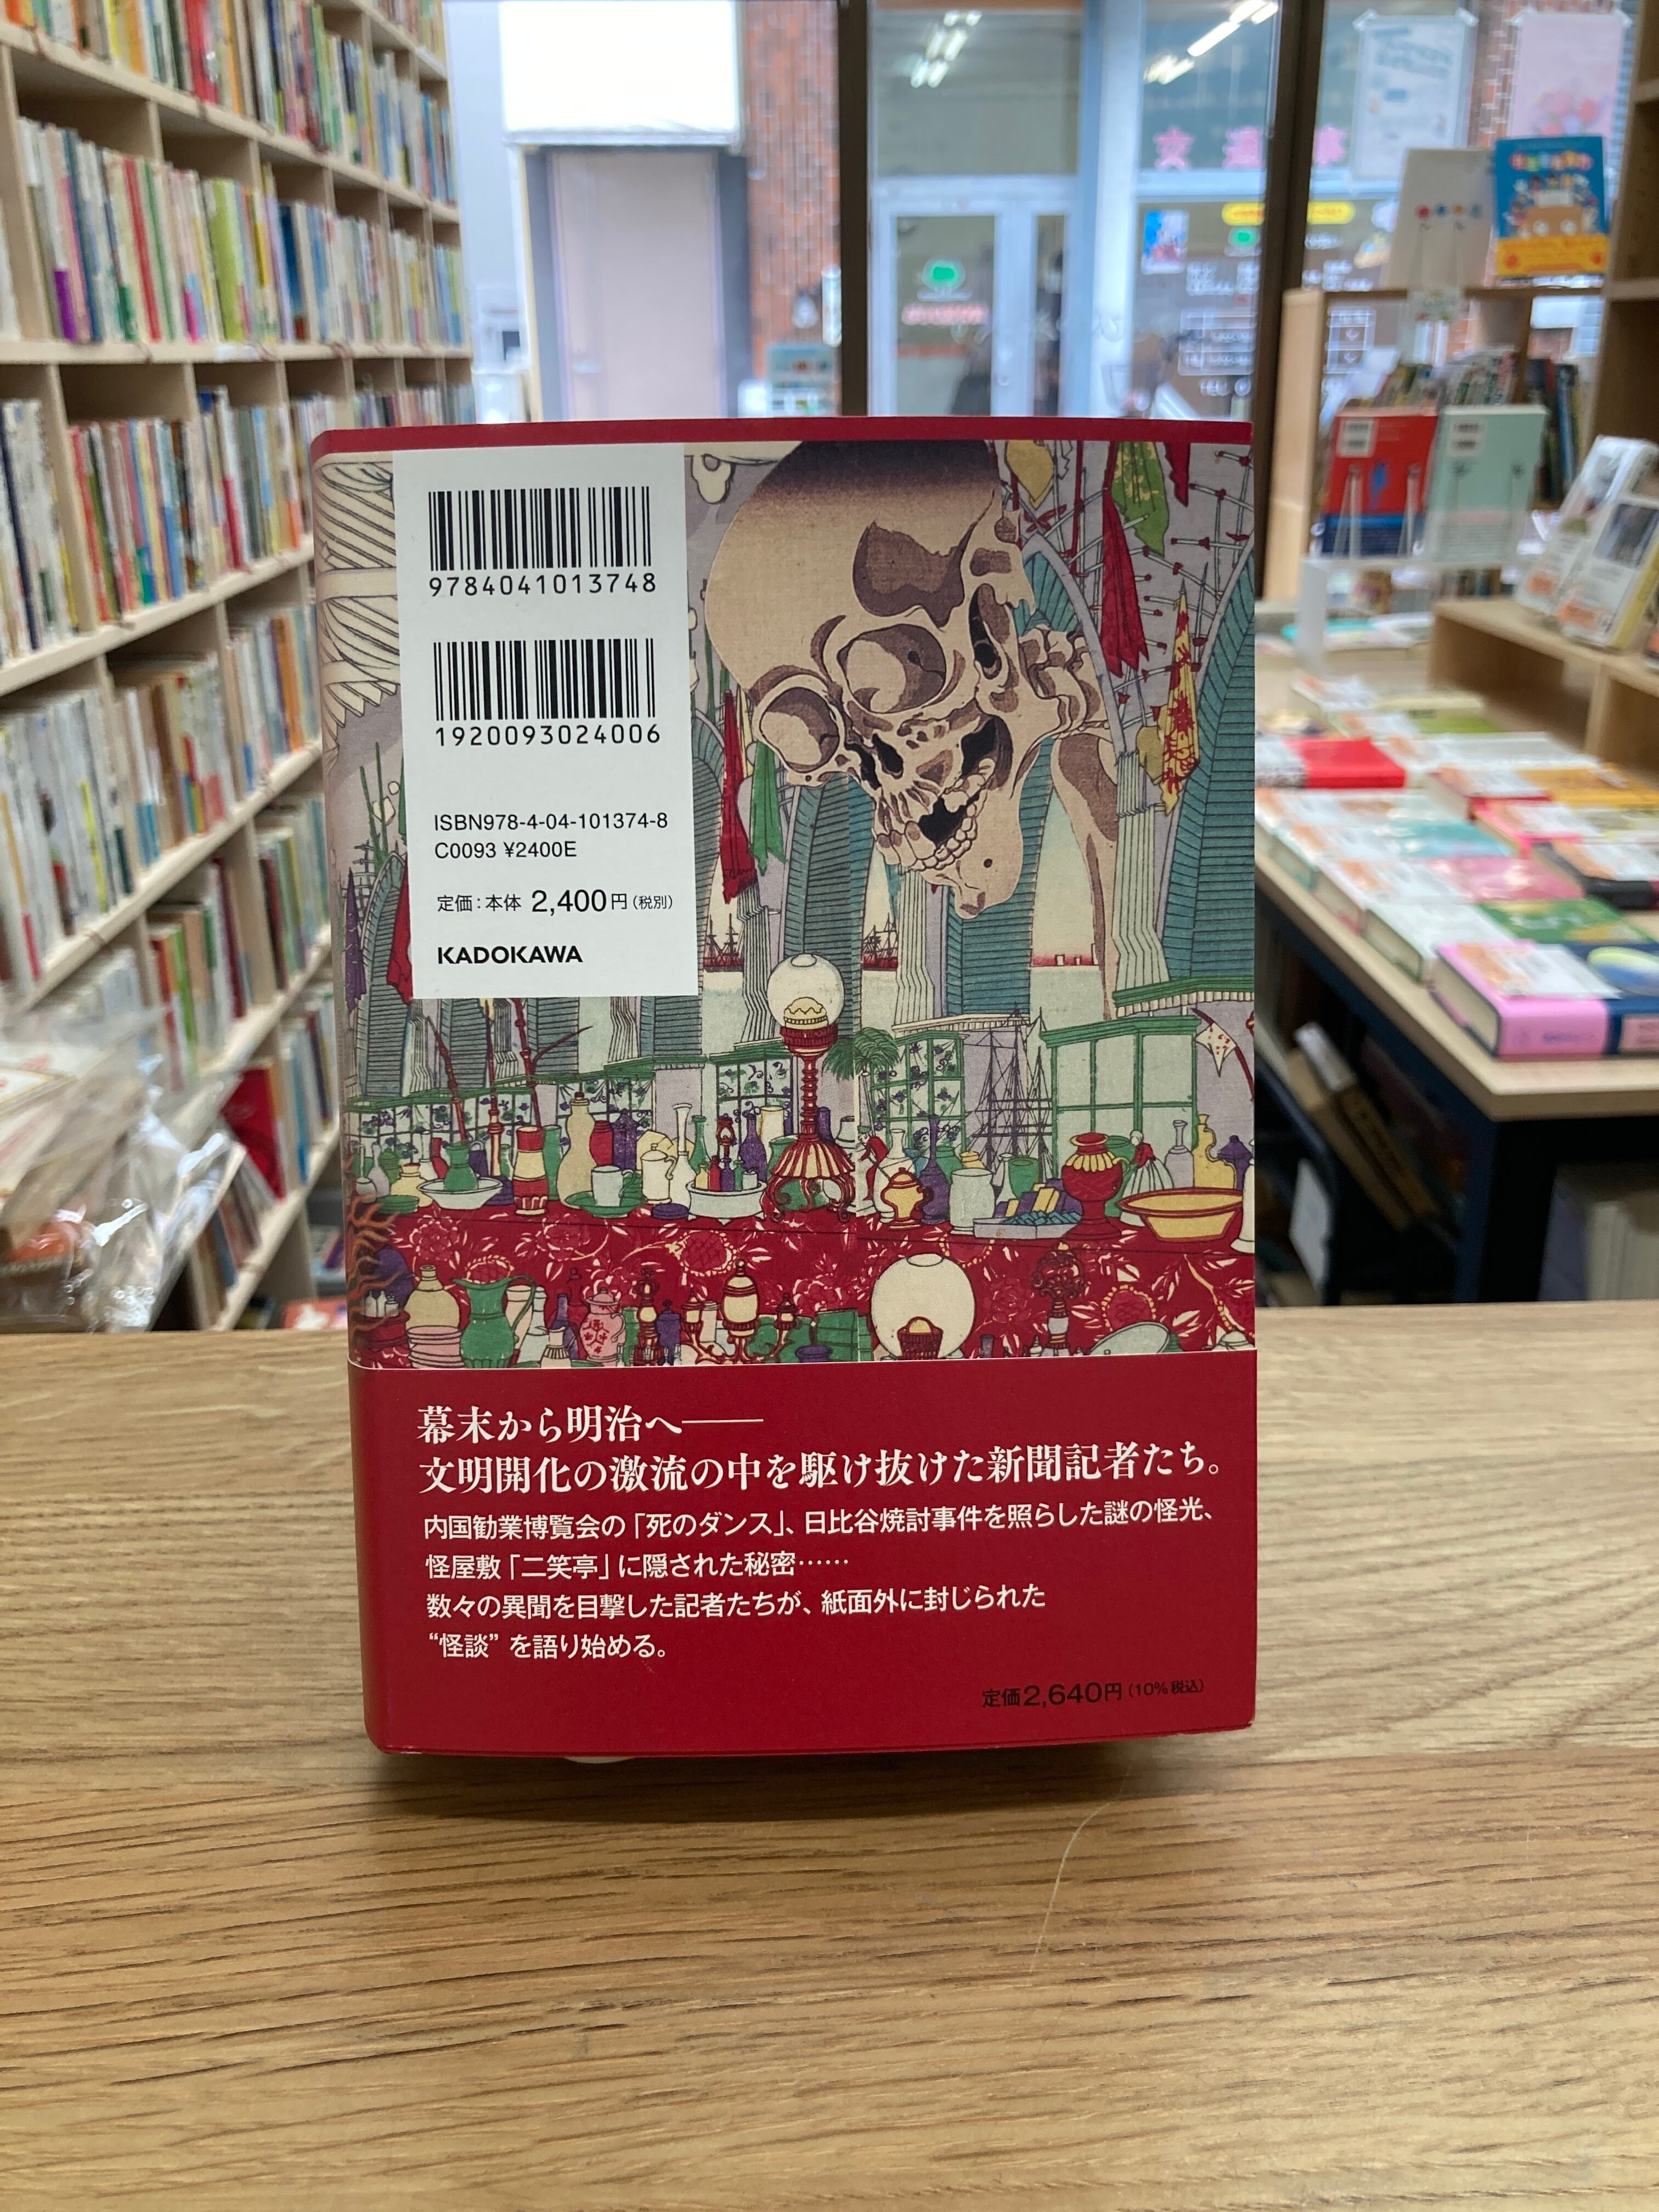 9784041013748
1920093024006
ISBN978-4-04-101374-8
C0093 ¥2400E
定価：本体 2,400円（税別）
KADOKAWA
幕末から明治へ――
文明開化の激流の中を駆け抜けた新聞記者たち。
内国勧業博覧会の「死のダンス」、日比谷焼討事件を照らした謎の怪光、
怪屋敷「二笑亭」に隠された秘密……
数々の異聞を目撃した記者たちが、紙面外に封じられた
“怪談”を語り始める。
定価2,640円（10%税込）